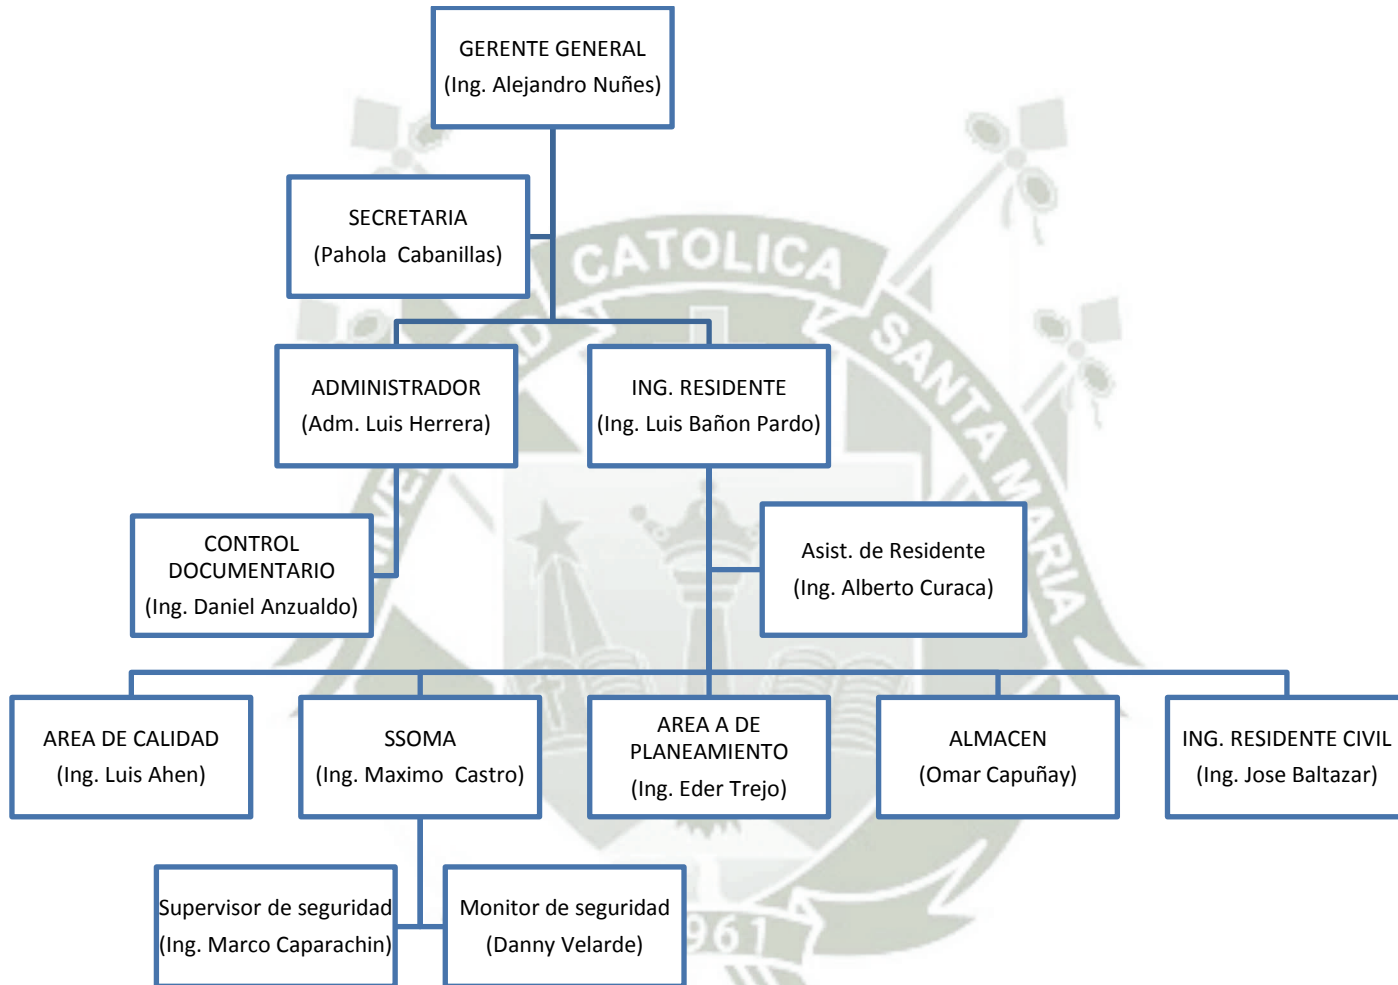 GERENTE GENERAL
(Ing. Alejandro Nuñes)
SECRETARIA
(Pahola Cabanillas)
CATOLICA
SANTA MARIA
ADMINISTRADOR
(Adm. Luis Herrera)
ING. RESIDENTE
(Ing. Luis Bañon Pardo)
CONTROL
DOCUMENTARIO
(Ing. Daniel Anzualdo)
Asist. de Residente
(Ing. Alberto Curaca)
AREA DE CALIDAD
(Ing. Luis Ahen)
SSOMA
(Ing. Maximo Castro)
AREA A DE
PLANEAMIENTO
(Ing. Eder Trejo)
ALMACEN
(Omar Capuñay)
ING. RESIDENTE CIVIL
(Ing. Jose Baltazar)
Supervisor de seguridad
(Ing. Marco Caparachin)
Monitor de seguridad
(Danny Velarde)
961